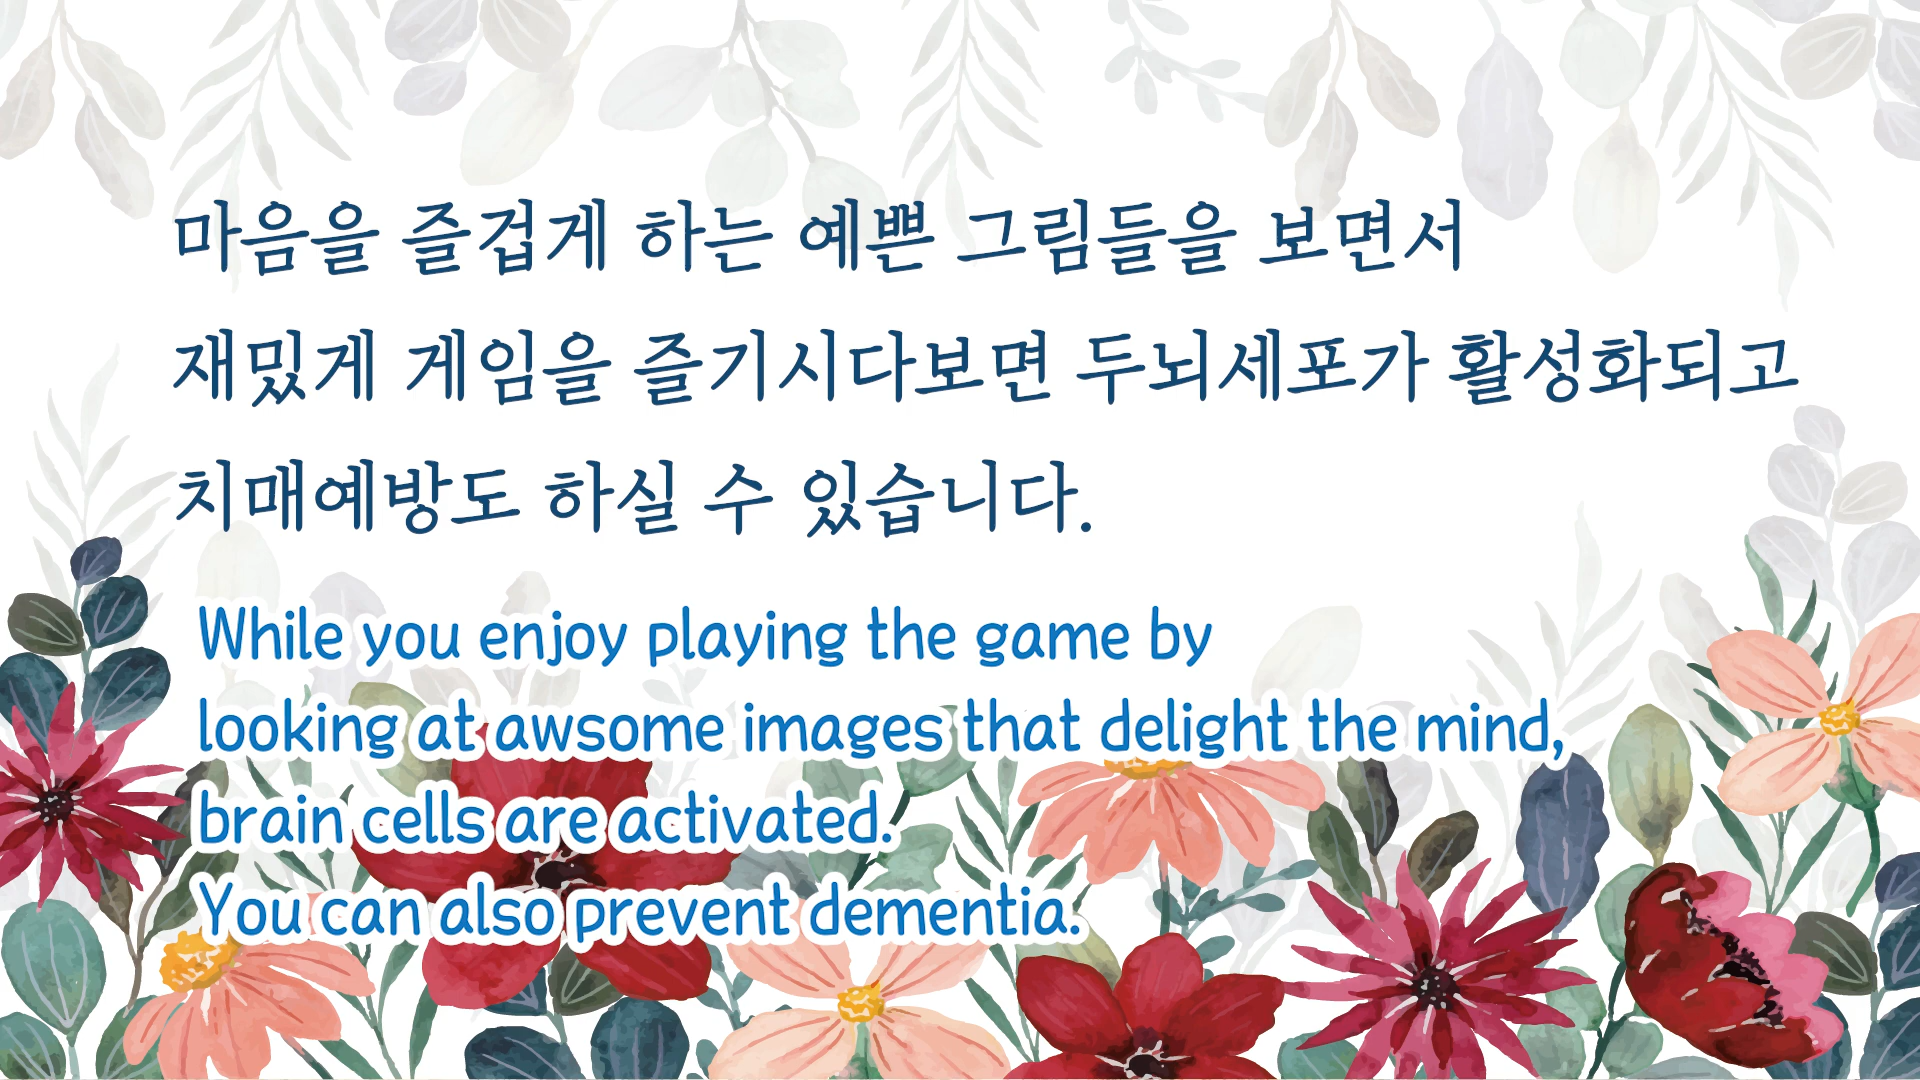 마음을 즐겁게 하는 예쁜 그림들을 보면서
재밌게 게임을 즐기시다보면 두뇌세포가 활성화되고
치매예방도 하실 수 있습니다.
While you enjoy playing the game by
looking at awsome images that delight the mind,
brain cells are activated.
You can also prevent dementia.